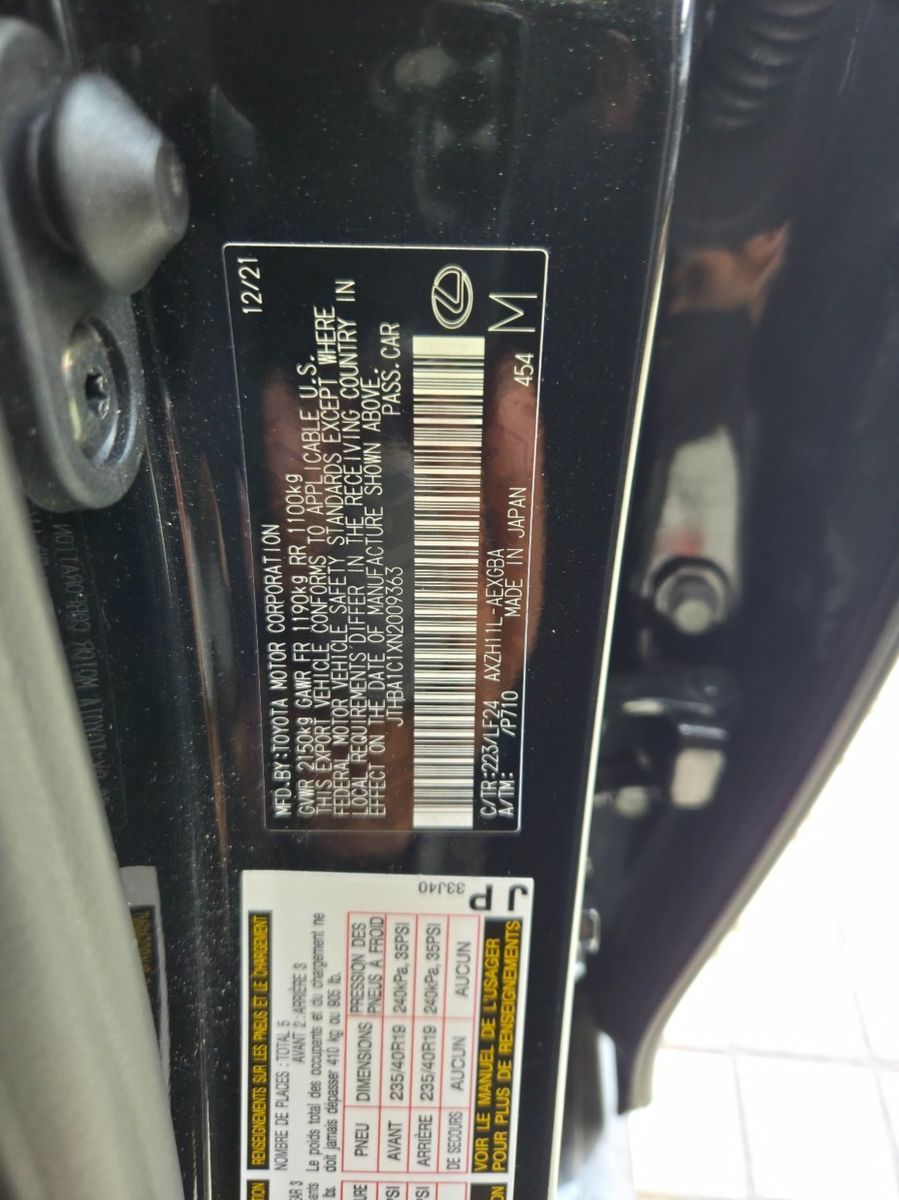 12/21
MFD.BY:TOYOTA MOTOR CORPORATION
GVWR 2150kg GAWR FR 1190kg RR 1100kg
THIS EXPORT VEHICLE CONFORMS TO APPLICABLE U.S.
FEDERAL MOTOR VEHICLE SAFETY STANDARDS EXCEPT WHERE
LOCAL REQUIREMENTS DIFFER IN THE RECEIVING COUNTRY IN
EFFECT ON THE DATE OF MANUFACTURE SHOWN ABOVE.
JTHBA1C1XN2009363 PASS.CAR
C/TR:223/LF24 AXZH11L-AEXGBA
A/TM: /P710 MADE IN JAPAN 454 M
RENSEIGNEMENTS SUR LES PNEUS ET LE CHARGEMENT
NOMBRE DE PLACES : TOTAL 5
AVANT 2 : ARRIÈRE 3
Le poids total des occupants et du chargement ne
doit jamais dépasser 410 kg ou 905 lb.
PNEU DIMENSIONS PRESSION DES PNEUS A FROID
AVANT 235/40R19 240kPa, 35PSI
ARRIÈRE 235/40R19 240kPa, 35PSI
DE SECOURS AUCUN AUCUN
VOIR LE MANUEL DE L'USAGER
POUR PLUS DE RENSEIGNEMENTS
33J40
J
P